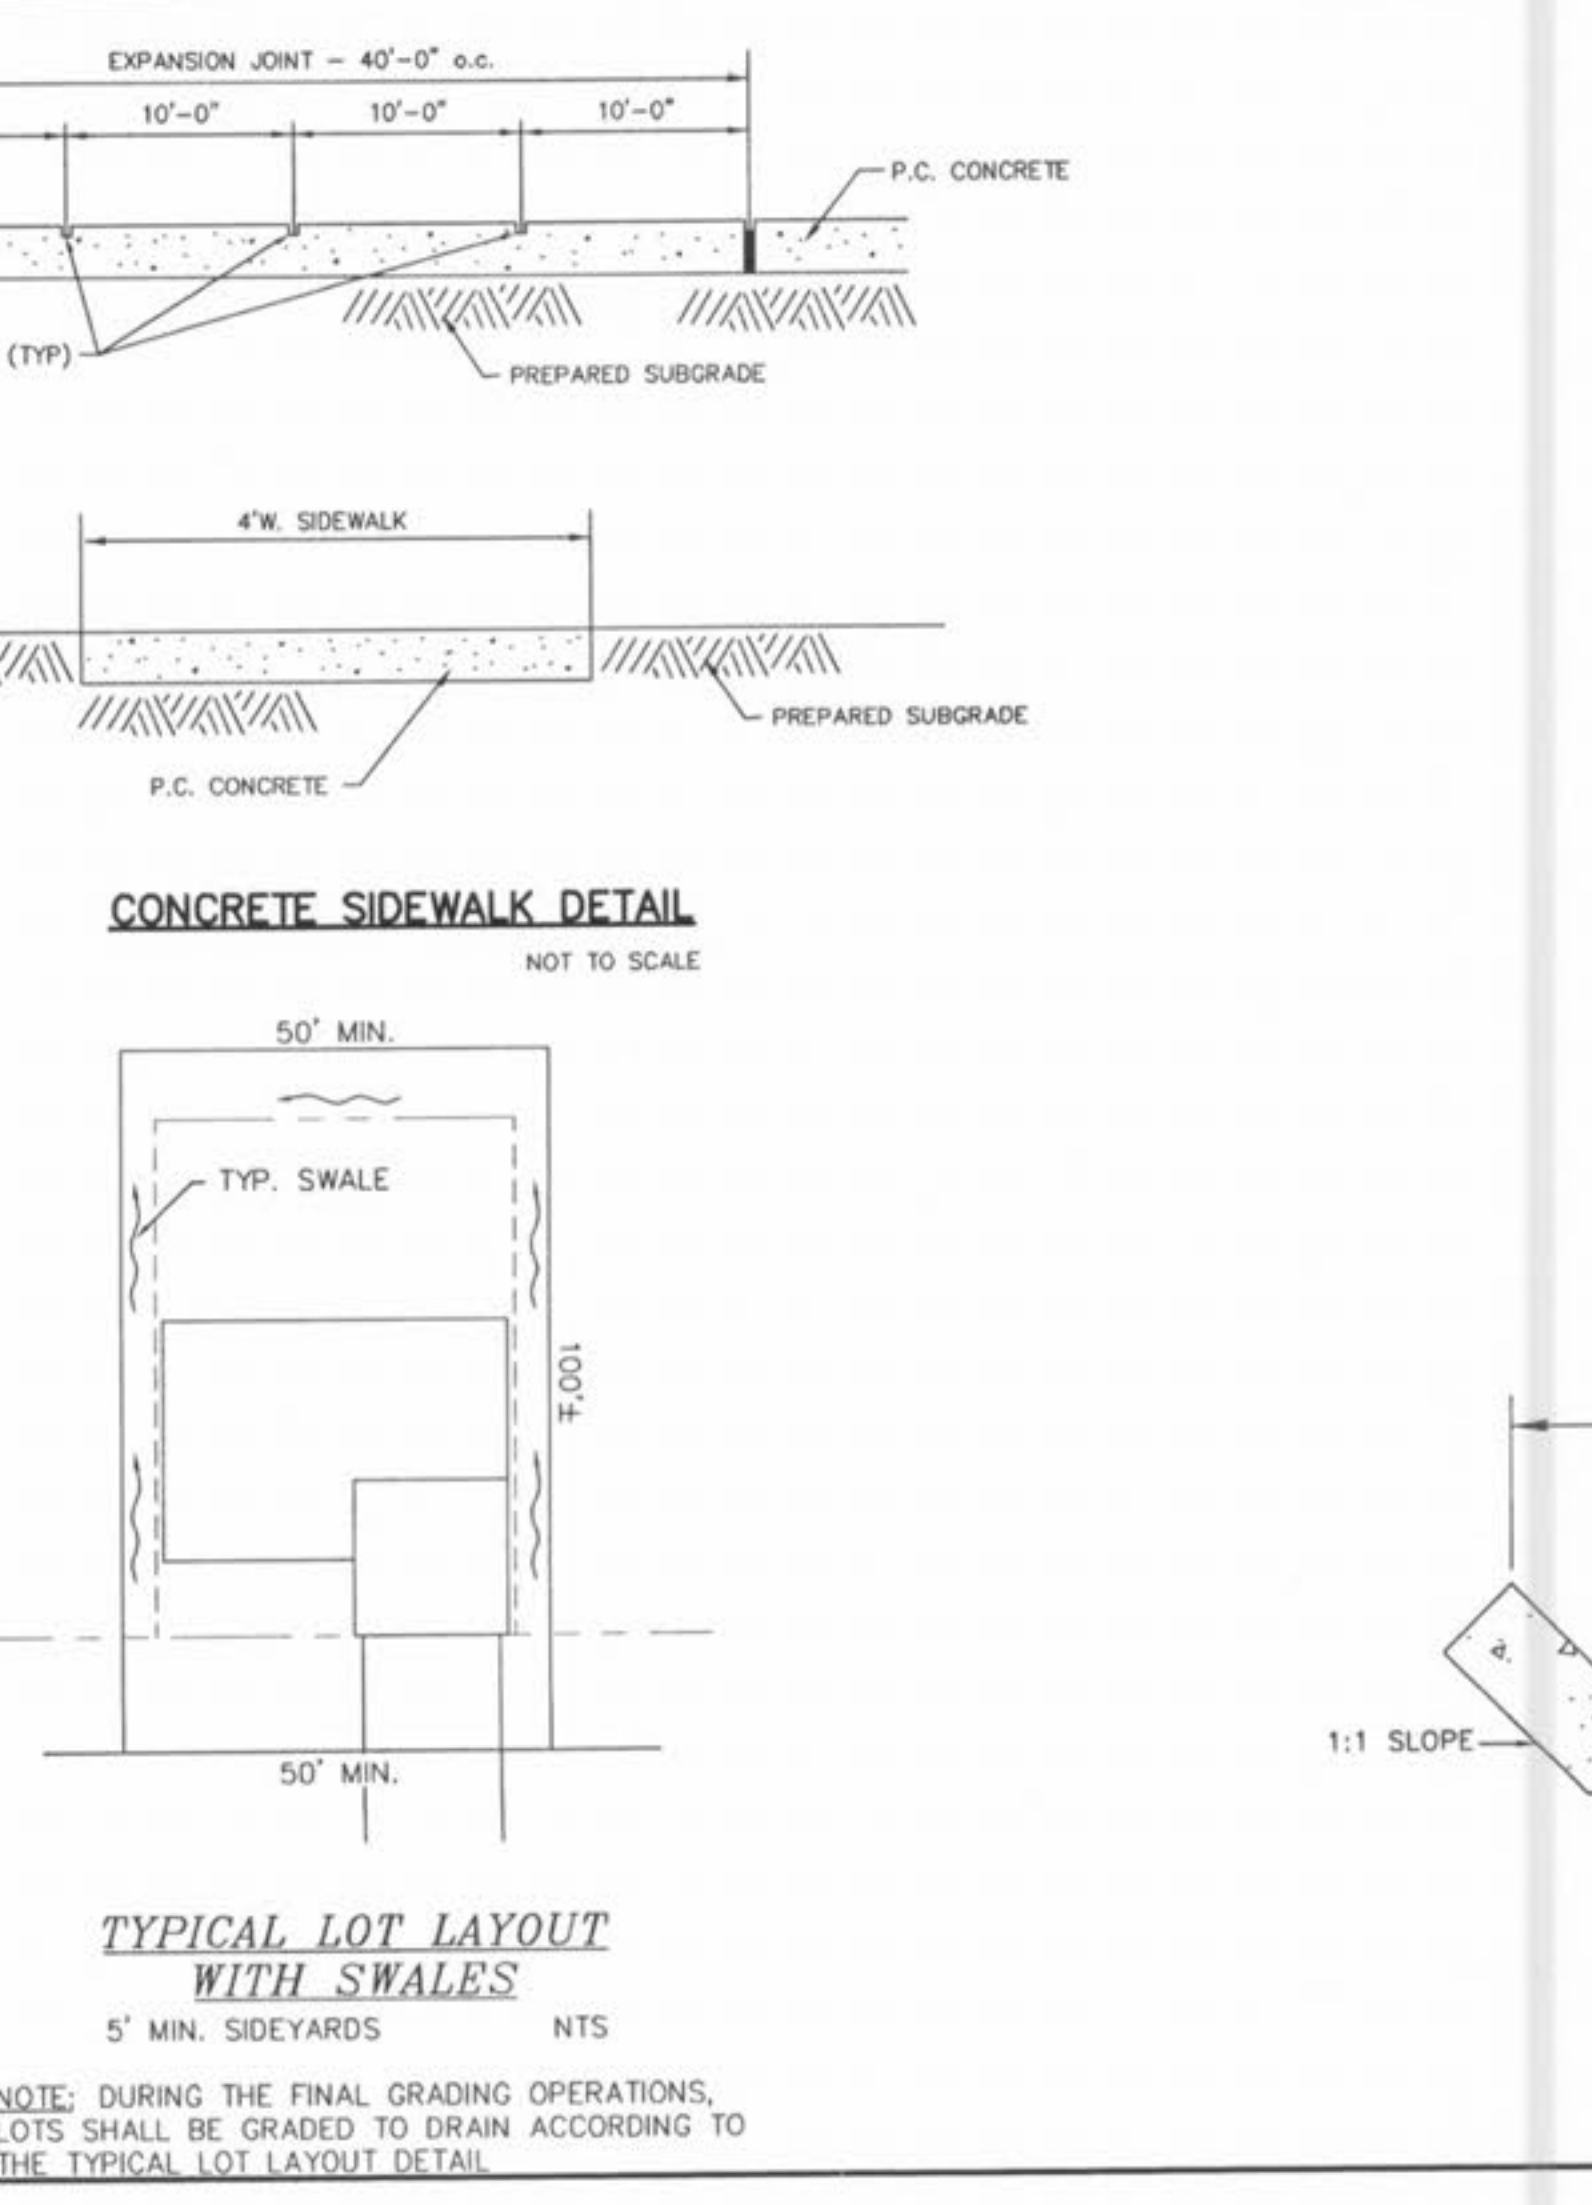 EXPANSION JOINT - 40'-0" o.c.
10'-0" 10'-0" 10'-0"
P.C. CONCRETE
(TYP)
PREPARED SUBGRADE
4'W. SIDEWALK
PREPARED SUBGRADE
P.C. CONCRETE
CONCRETE SIDEWALK DETAIL
NOT TO SCALE
50' MIN.
TYP. SWALE
100'±
1:1 SLOPE
50' MIN.
TYPICAL LOT LAYOUT
WITH SWALES
5' MIN. SIDEYARDS NTS
NOTE: DURING THE FINAL GRADING OPERATIONS,
LOTS SHALL BE GRADED TO DRAIN ACCORDING TO
THE TYPICAL LOT LAYOUT DETAIL